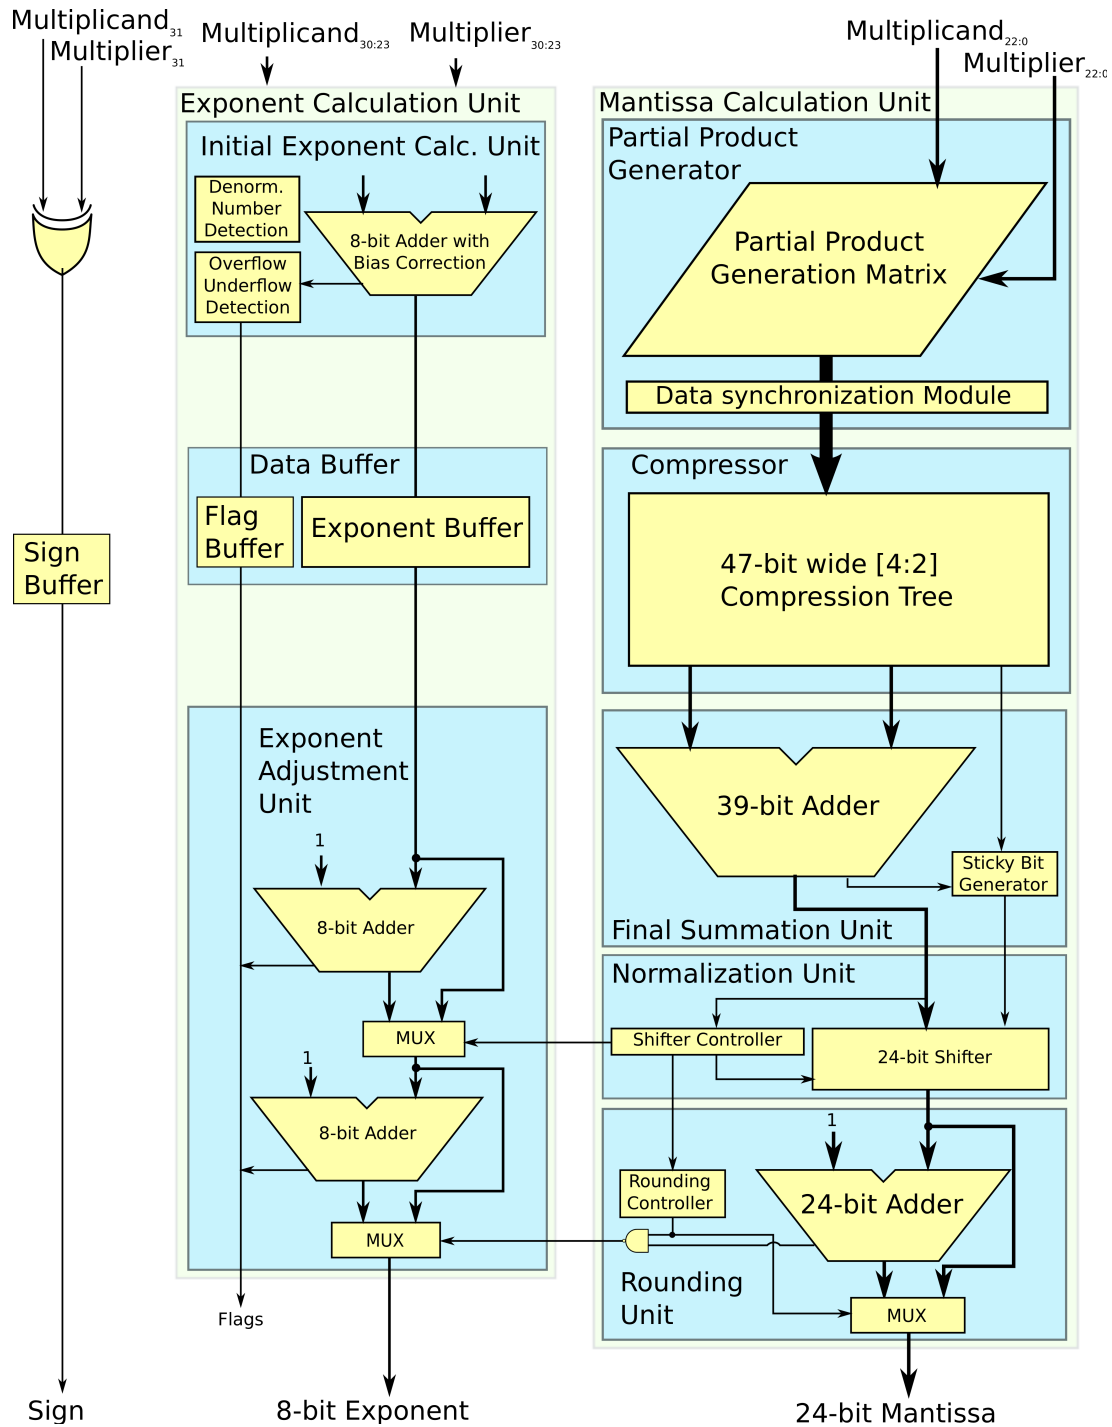 Multiplicand31
Multiplier31
Multiplicand30:23
Multiplier30:23
Multiplicand22:0
Multiplier22:0
Exponent Calculation Unit
Initial Exponent Calc. Unit
Denorm.
Number
Detection
8-bit Adder with
Bias Correction
Overflow
Underflow
Detection
Data Buffer
Flag
Buffer
Exponent Buffer
Sign
Buffer
Exponent
Adjustment
Unit
1
8-bit Adder
MUX
1
8-bit Adder
MUX
Flags
Sign
8-bit Exponent
Mantissa Calculation Unit
Partial Product
Generator
Partial Product
Generation Matrix
Data synchronization Module
Compressor
47-bit wide [4:2]
Compression Tree
39-bit Adder
Sticky Bit
Generator
Final Summation Unit
Normalization Unit
Shifter Controller
24-bit Shifter
1
Rounding
Controller
24-bit Adder
Rounding
Unit
MUX
24-bit Mantissa